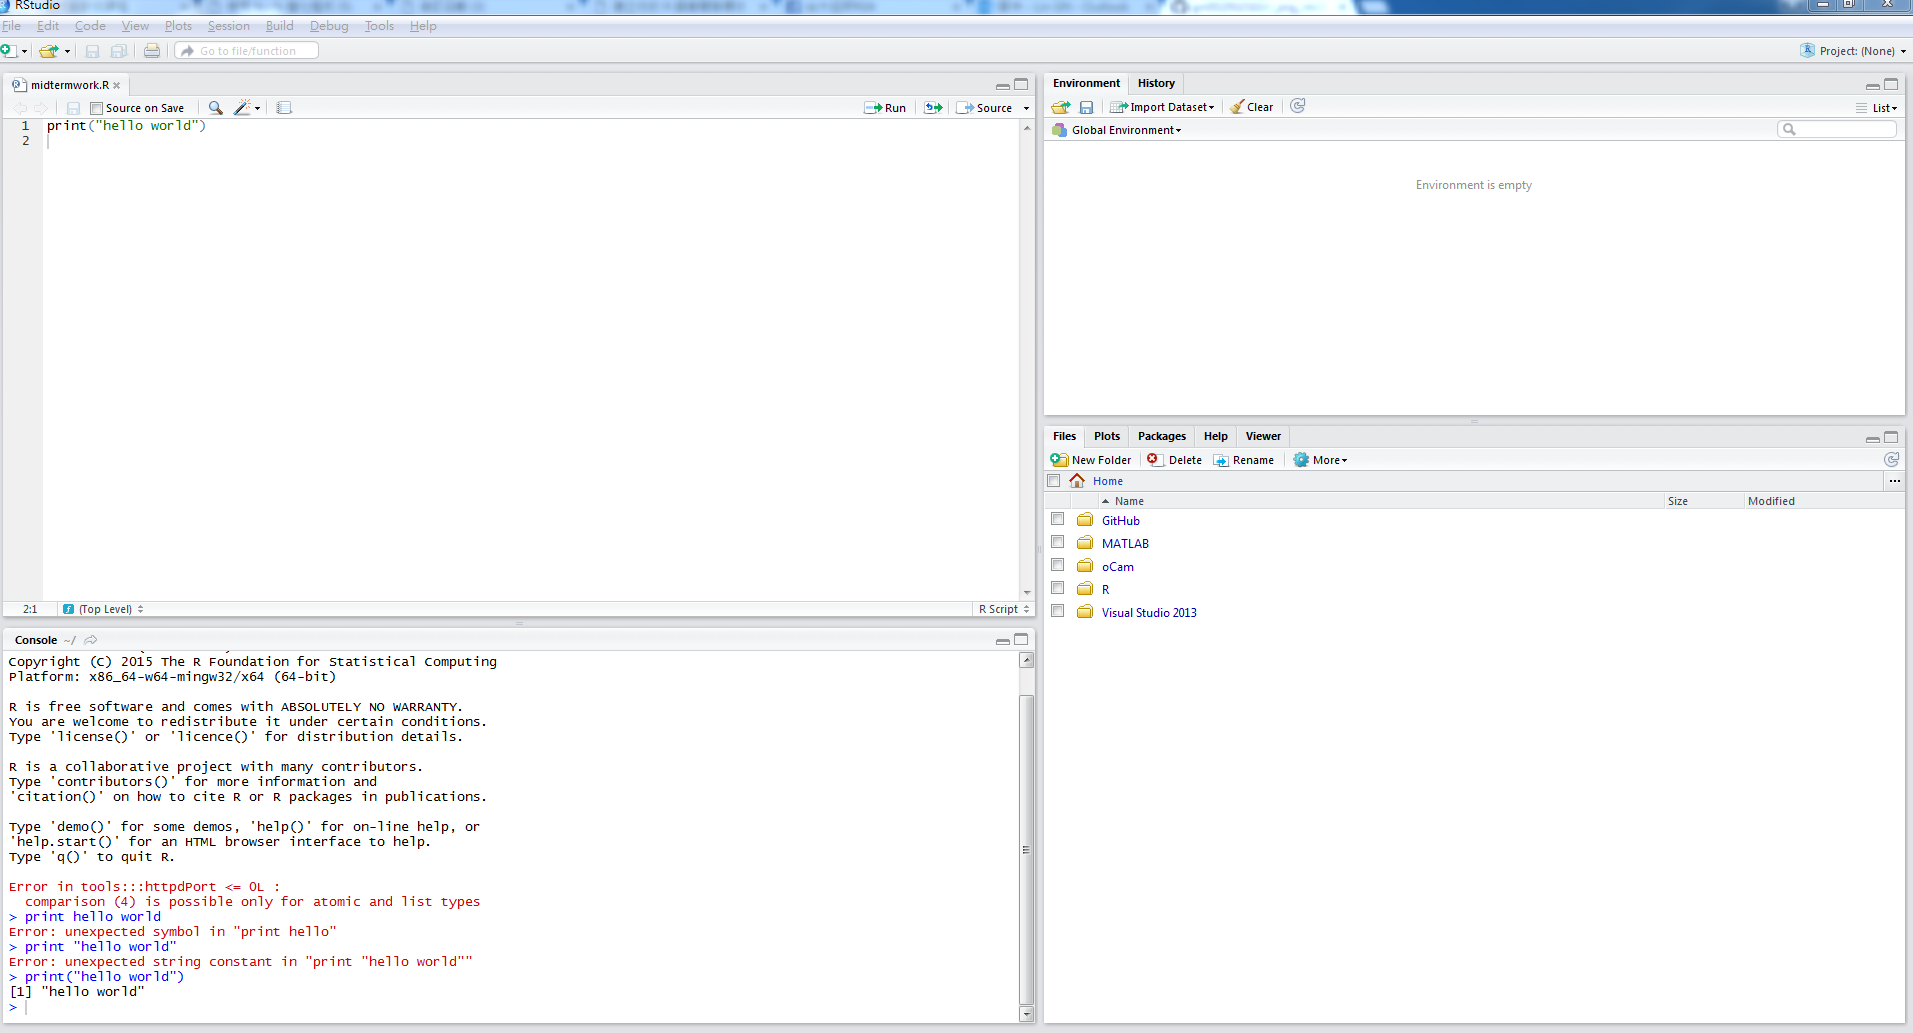 RStudio
File Edit Code View Plots Session Build Debug Tools Help
Go to file/function
Project: (None)
midtermwork.R
Source on Save
Run
Source
1 print("hello world")
2
2:1 (Top Level)
R Script
Console ~/
Copyright (C) 2015 The R Foundation for Statistical Computing
Platform: x86_64-w64-mingw32/x64 (64-bit)
R is free software and comes with ABSOLUTELY NO WARRANTY.
You are welcome to redistribute it under certain conditions.
Type 'license()' or 'licence()' for distribution details.
R is a collaborative project with many contributors.
Type 'contributors()' for more information and
'citation()' on how to cite R or R packages in publications.
Type 'demo()' for some demos, 'help()' for on-line help, or
'help.start()' for an HTML browser interface to help.
Type 'q()' to quit R.
Error in tools:::httpdPort <= 0L :
comparison (4) is possible only for atomic and list types
> print hello world
Error: unexpected symbol in "print hello"
> print "hello world"
Error: unexpected string constant in "print "hello world""
> print("hello world")
[1] "hello world"
>
Environment History
Import Dataset Clear
List
Global Environment
Environment is empty
Files Plots Packages Help Viewer
New Folder Delete Rename More
Home
...
Name Size Modified
GitHub
MATLAB
oCam
R
Visual Studio 2013